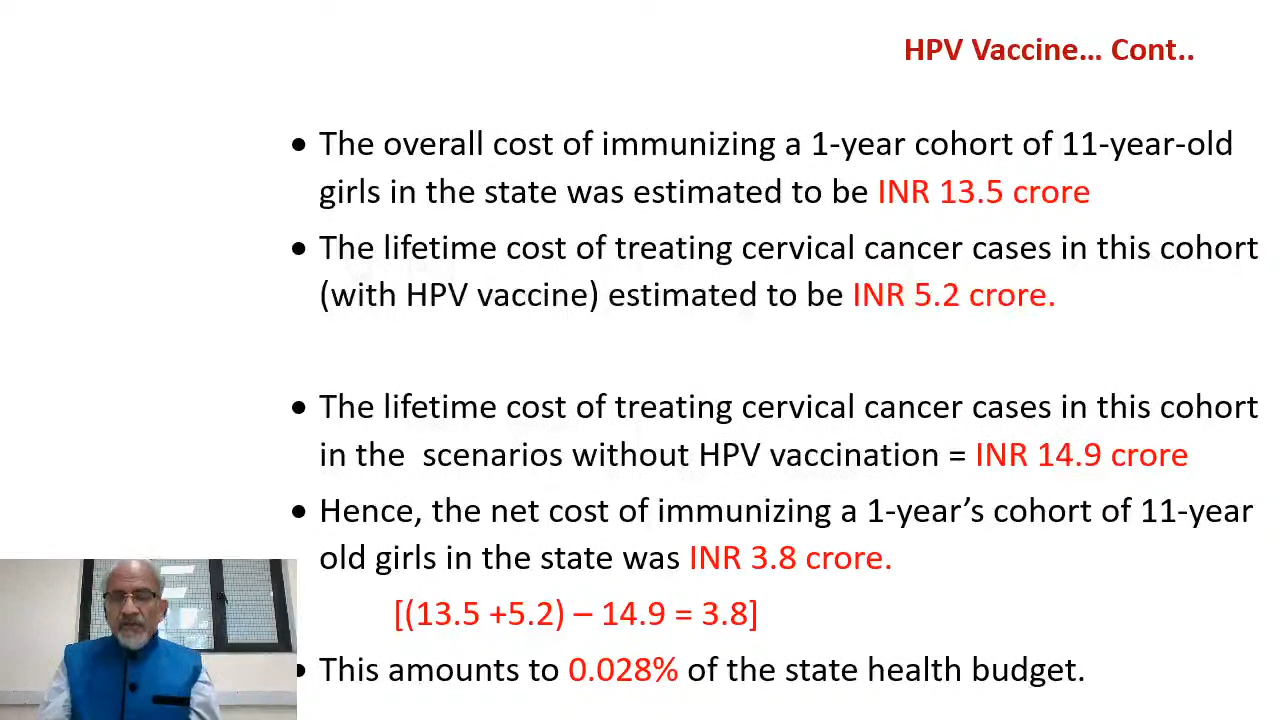 HPV Vaccine... Cont..
• The overall cost of immunizing a 1-year cohort of 11-year-old
girls in the state was estimated to be INR 13.5 crore
• The lifetime cost of treating cervical cancer cases in this cohort
(with HPV vaccine) estimated to be INR 5.2 crore.
• The lifetime cost of treating cervical cancer cases in this cohort
in the  scenarios without HPV vaccination = INR 14.9 crore
• Hence, the net cost of immunizing a 1-year’s cohort of 11-year
old girls in the state was INR 3.8 crore.
[(13.5 +5.2) – 14.9 = 3.8]
• This amounts to 0.028% of the state health budget.